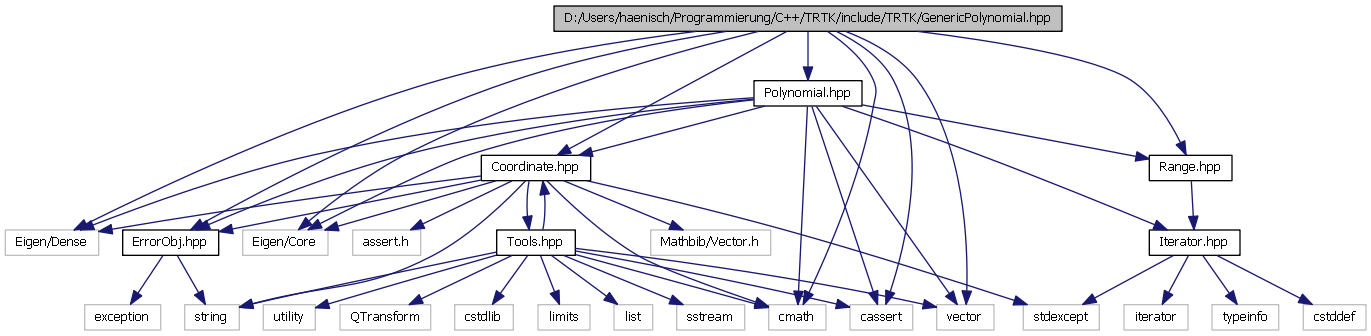 D:/Users/haenisch/Programmierung/C++/TRTK/include/TRTK/GenericPolynomial.hpp
Polynomial.hpp
Coordinate.hpp
Range.hpp
Eigen/Dense
ErrorObj.hpp
Eigen/Core
assert.h
Tools.hpp
Mathbib/Vector.h
Iterator.hpp
exception
string
utility
QTransform
cstdlib
limits
list
sstream
cmath
cassert
vector
stdexcept
iterator
typeinfo
cstddef